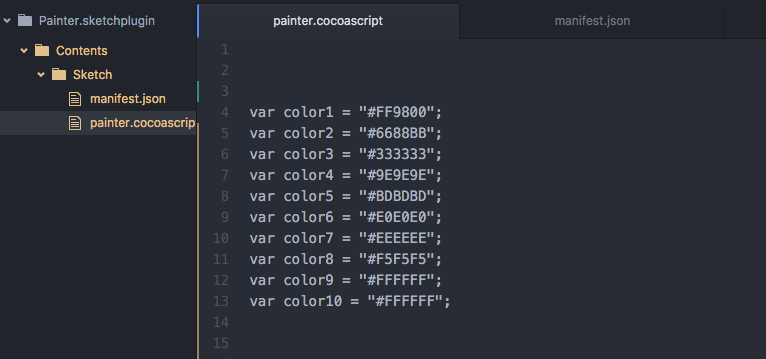 Painter.sketchplugin
Contents
Sketch
manifest.json
painter.cocoascrip
painter.cocoascript
manifest.json
1
2
3
4 var color1 = "#FF9800";
5 var color2 = "#6688BB";
6 var color3 = "#333333";
7 var color4 = "#9E9E9E";
8 var color5 = "#BDBDBD";
9 var color6 = "#E0E0E0";
10 var color7 = "#EEEEEE";
11 var color8 = "#F5F5F5";
12 var color9 = "#FFFFFF";
13 var color10 = "#FFFFFF";
14
15